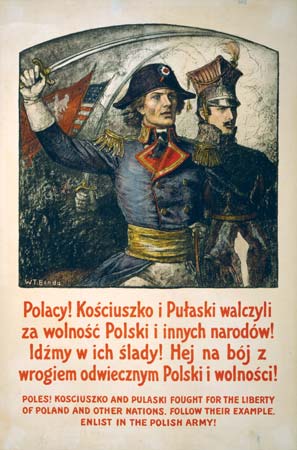 W.T. Benda
Polacy! Kościuszko i Pułaski walczyli
za wolność Polski i innych narodów!
Idźmy w ich ślady! Hej na bój z
wrogiem odwiecznym Polski i wolności!
POLES! KOSCIUSZKO AND PULASKI FOUGHT FOR THE LIBERTY
OF POLAND AND OTHER NATIONS. FOLLOW THEIR EXAMPLE.
ENLIST IN THE POLISH ARMY!